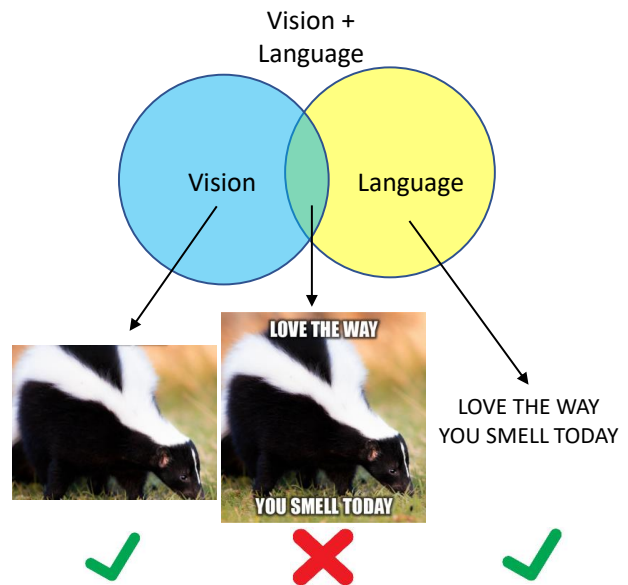 Vision +
Language
Vision
Language
LOVE THE WAY
YOU SMELL TODAY
LOVE THE WAY
YOU SMELL TODAY